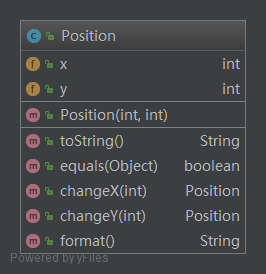 C Position
f x int
f y int
m Position(int, int)
m toString() String
m equals(Object) boolean
m changeX(int) Position
m changeY(int) Position
m format() String
Powered by yFiles